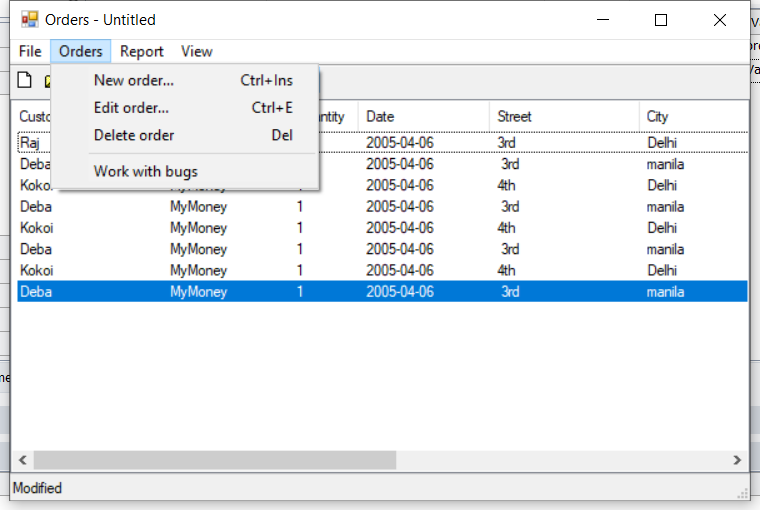 Orders - Untitled
File Orders Report View
New order... Ctrl+Ins
Edit order... Ctrl+E
Delete order Del
Work with bugs
Date Street City
Raj 2005-04-06 3rd Delhi
Deba 2005-04-06 3rd manila
Kokoi MyMoney 1 2005-04-06 4th Delhi
Deba MyMoney 1 2005-04-06 3rd manila
Kokoi MyMoney 1 2005-04-06 4th Delhi
Deba MyMoney 1 2005-04-06 3rd manila
Kokoi MyMoney 1 2005-04-06 4th Delhi
Deba MyMoney 1 2005-04-06 3rd manila
Modified